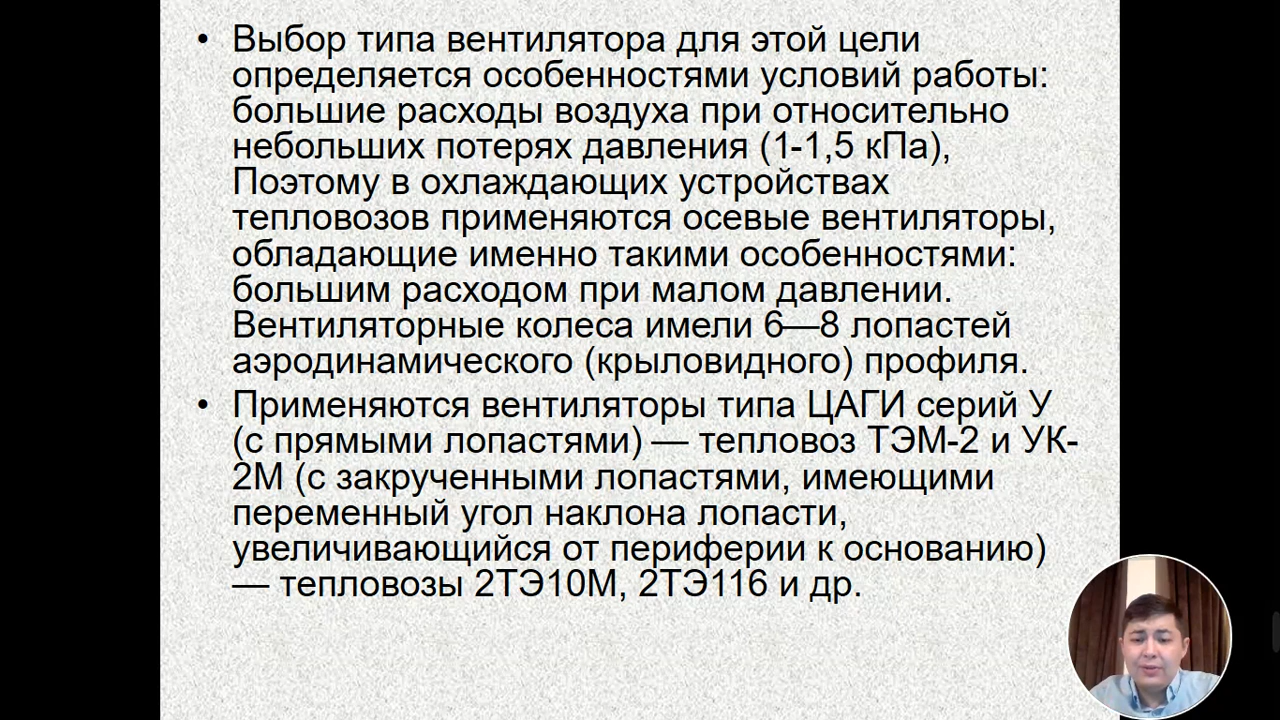 • Выбор типа вентилятора для этой цели
определяется особенностями условий работы:
большие расходы воздуха при относительно
небольших потерях давления (1-1,5 кПа),
Поэтому в охлаждающих устройствах
тепловозов применяются осевые вентиляторы,
обладающие именно такими особенностями:
большим расходом при малом давлении.
Вентиляторные колеса имели 6—8 лопастей
аэродинамического (крыловидного) профиля.
• Применяются вентиляторы типа ЦАГИ серий У
(с прямыми лопастями) — тепловоз ТЭМ-2 и УК-
2М (с закрученными лопастями, имеющими
переменный угол наклона лопасти,
увеличивающийся от периферии к основанию)
— тепловозы 2ТЭ10М, 2ТЭ116 и др.